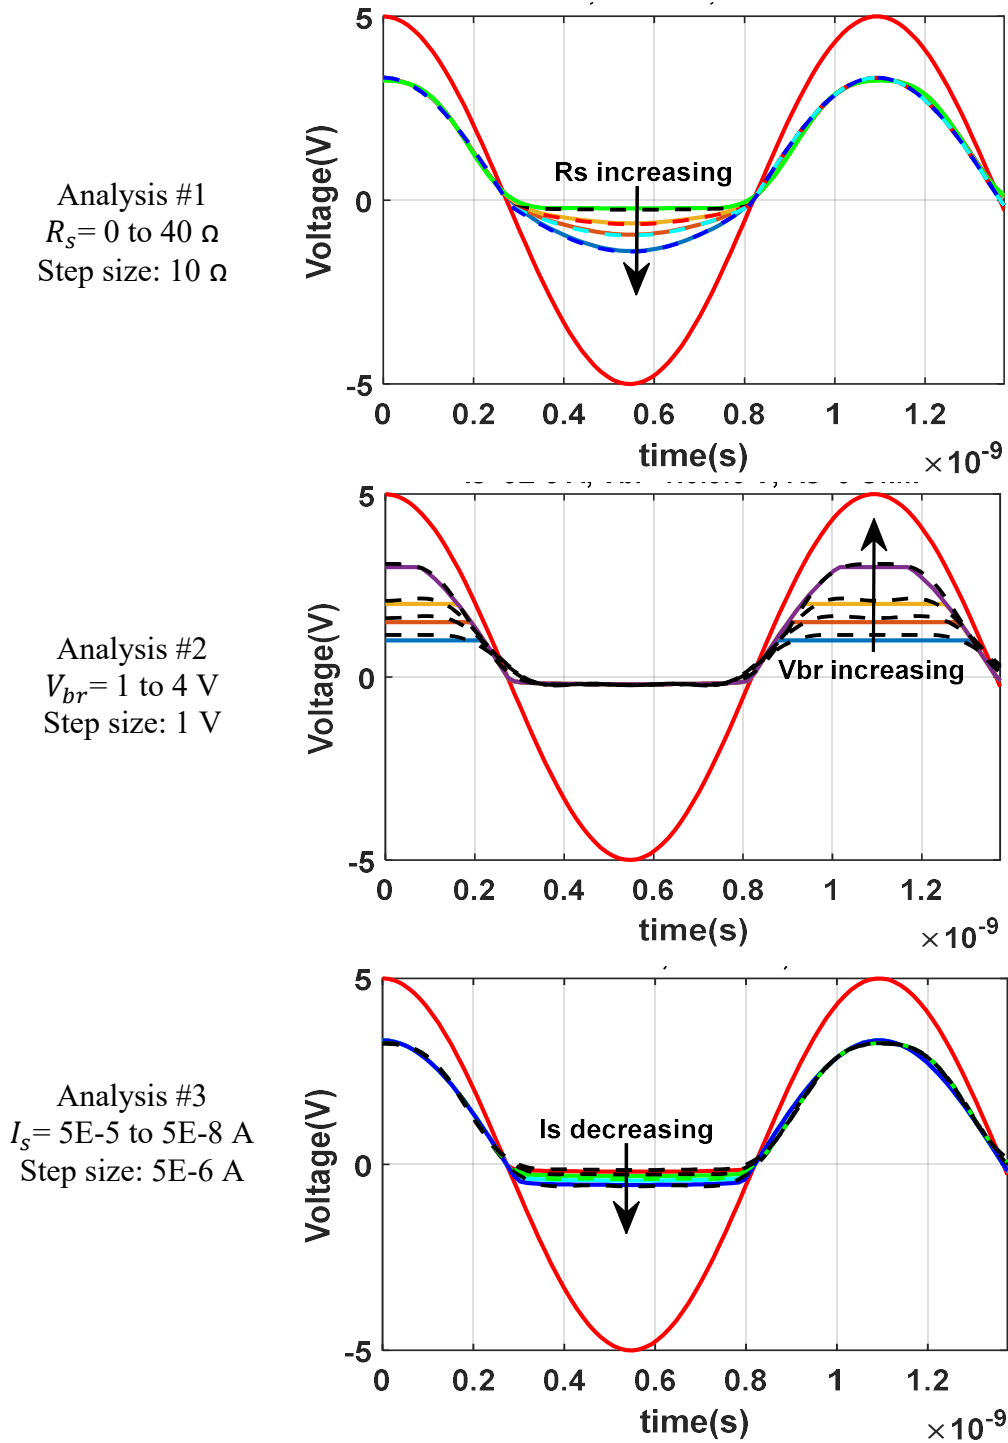 Analysis #1
Rs= 0 to 40 Ω
Step size: 10 Ω
5
0
-5
Voltage(V)
Rs increasing
0 0.2 0.4 0.6 0.8 1 1.2
time(s)
×10-9
Analysis #2
Vbr= 1 to 4 V
Step size: 1 V
5
0
-5
Voltage(V)
Vbr increasing
0 0.2 0.4 0.6 0.8 1 1.2
time(s)
×10-9
Analysis #3
Is= 5E-5 to 5E-8 A
Step size: 5E-6 A
5
0
-5
Voltage(V)
Is decreasing
0 0.2 0.4 0.6 0.8 1 1.2
time(s)
×10-9